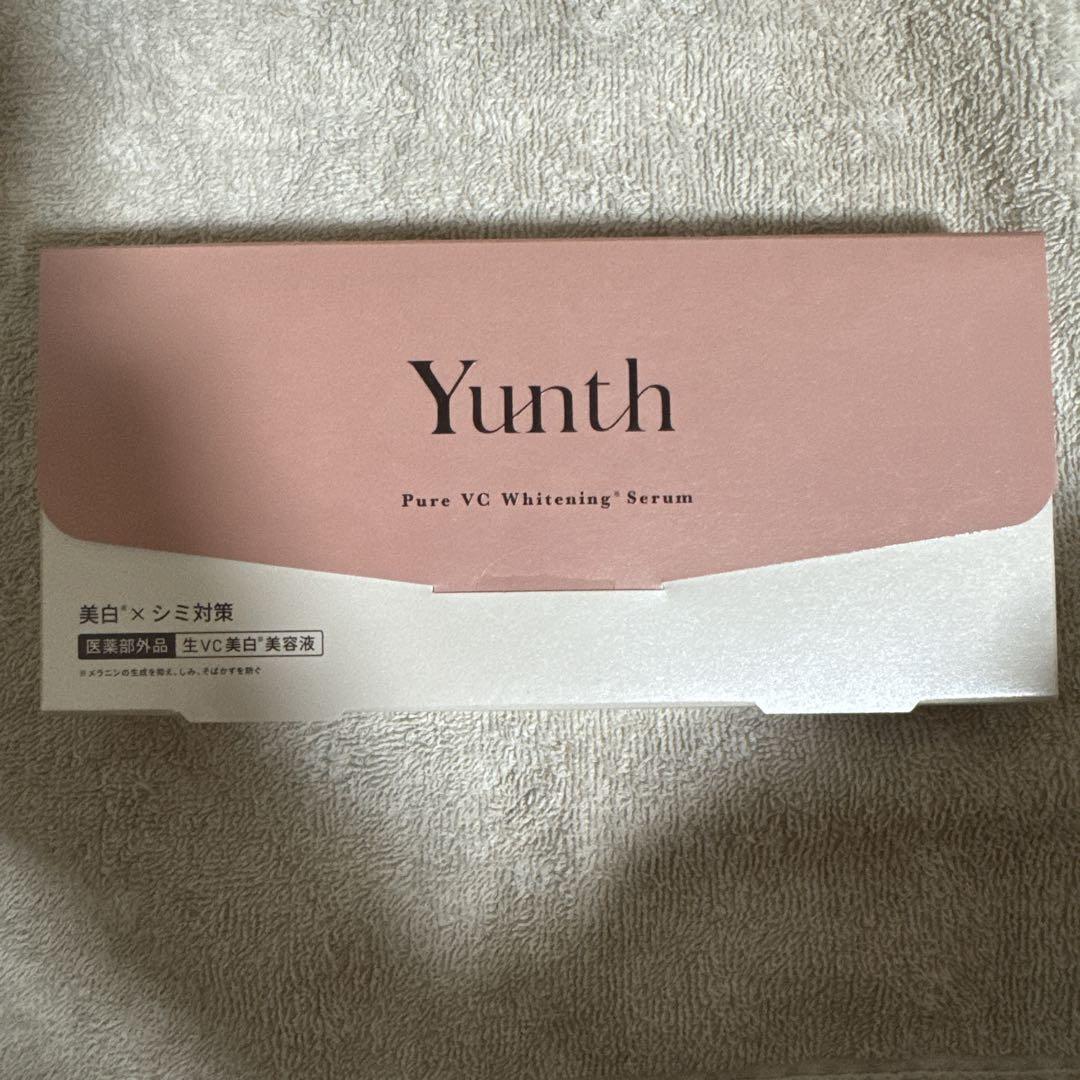 Yunth
Pure VC Whitening※ Serum
美白※×シミ対策
医薬部外品 生VC美白※美容液
※メラニンの生成を抑え、しみ、そばかすを防ぐ